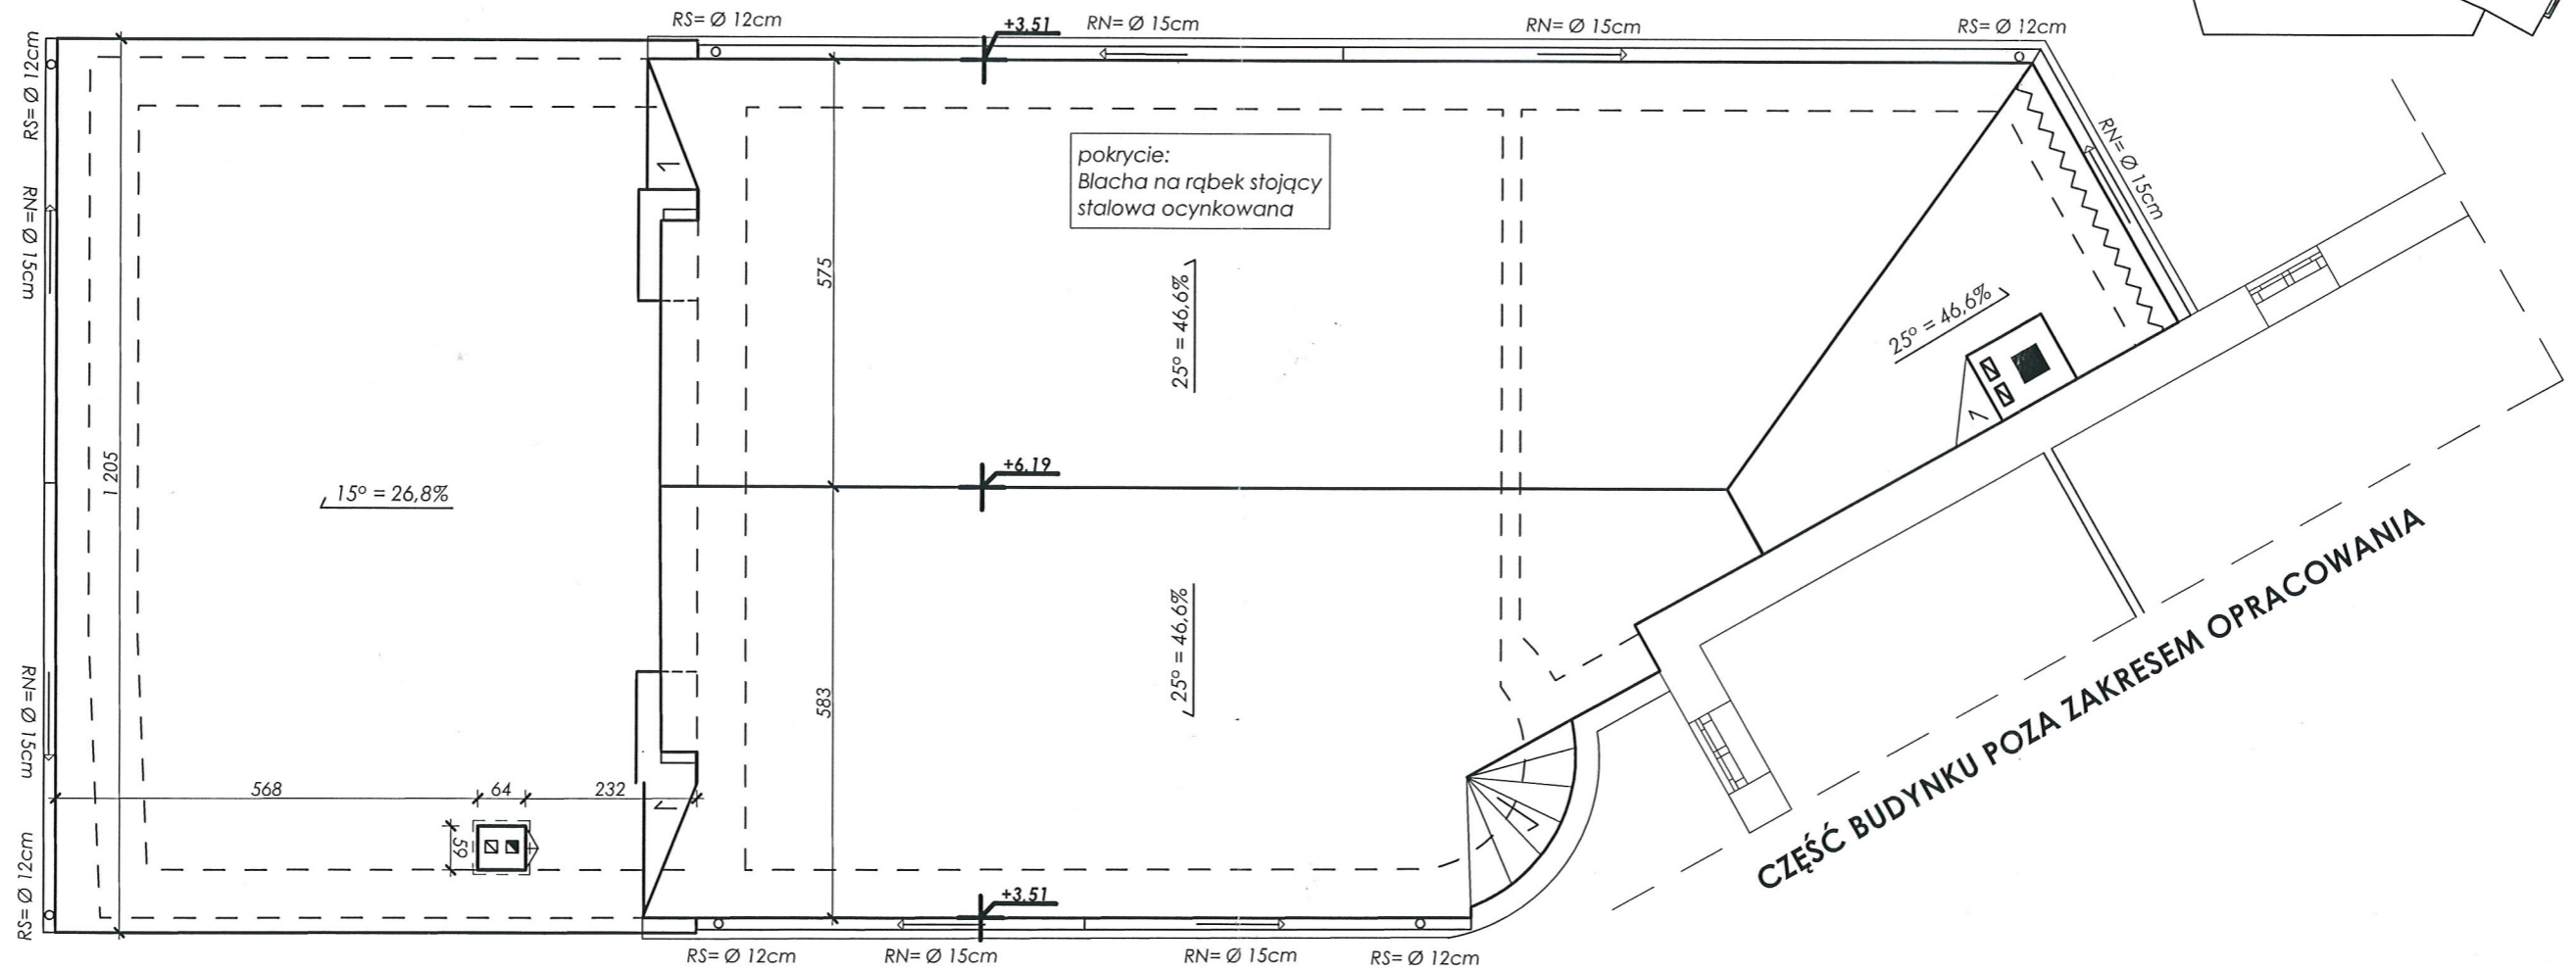 RS= Ø 12cm
+3,51
RN= Ø 15cm
RN= Ø 15cm
RS= Ø 12cm
RS= Ø 12cm
RN= Ø 15cm
pokrycie:
Blacha na rąbek stojący
stalowa ocynkowana
RN= Ø 15cm
575
25° = 46,6%
25° = 46,6%
1 205
15° = 26,8%
+6,19
583
25° = 46,6%
RN= Ø 15cm
568
64
232
59
RS= Ø 12cm
+3,51
RS= Ø 12cm
RN= Ø 15cm
RN= Ø 15cm
RS= Ø 12cm
CZĘŚĆ BUDYNKU POZA ZAKRESEM OPRACOWANIA